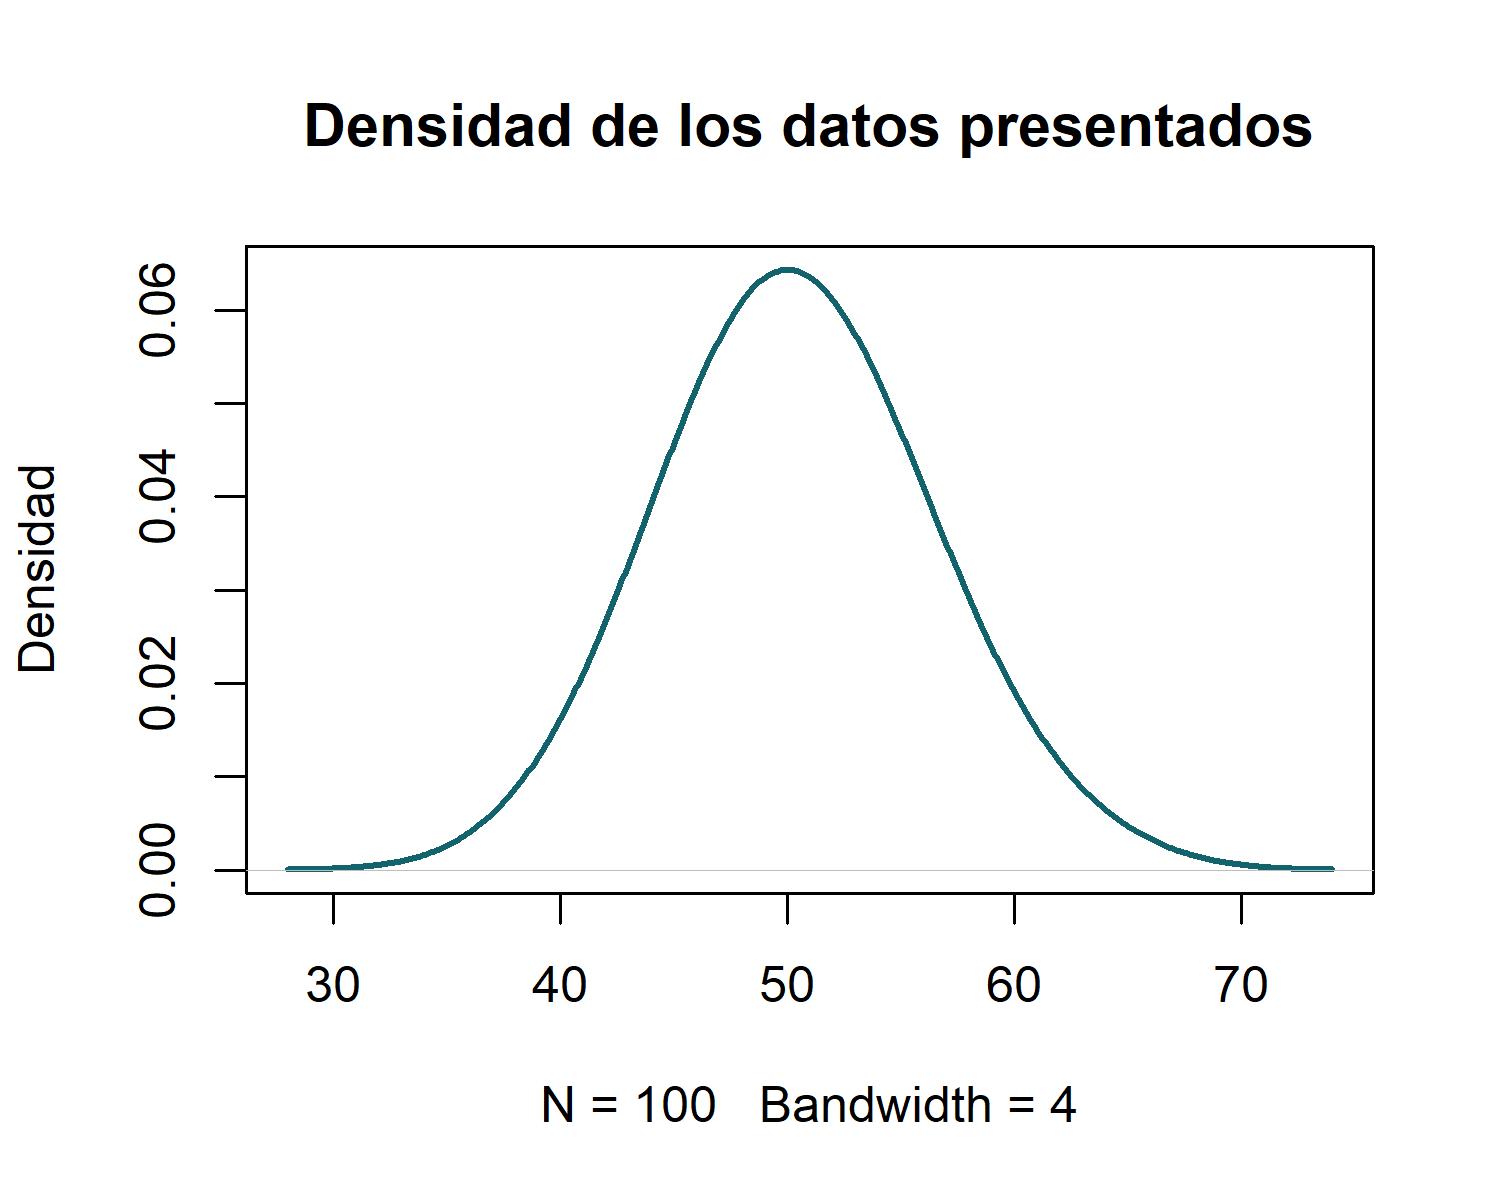 Densidad de los datos presentados
Densidad
0.06
0.04
0.02
0.00
30 40 50 60 70
N = 100 Bandwidth = 4